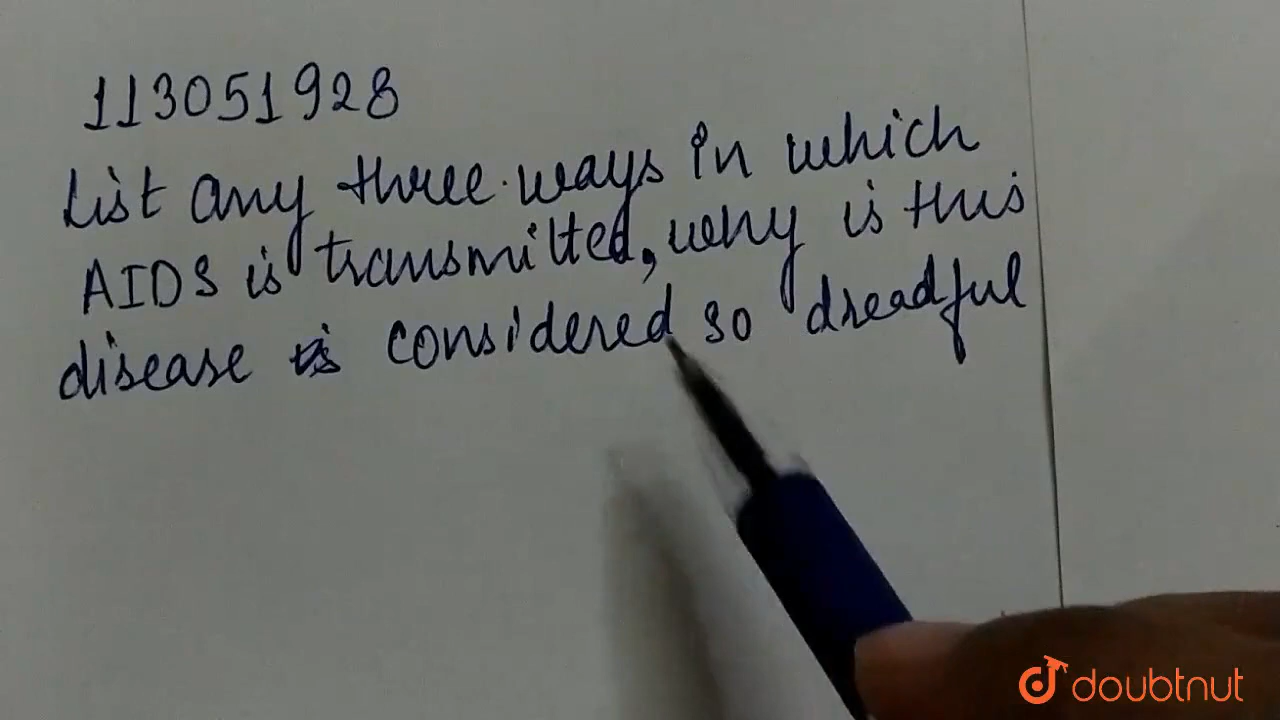 113051928
List any three ways in which
AIDS is transmitted, why is this
disease is considered so dreadful
doubtnut